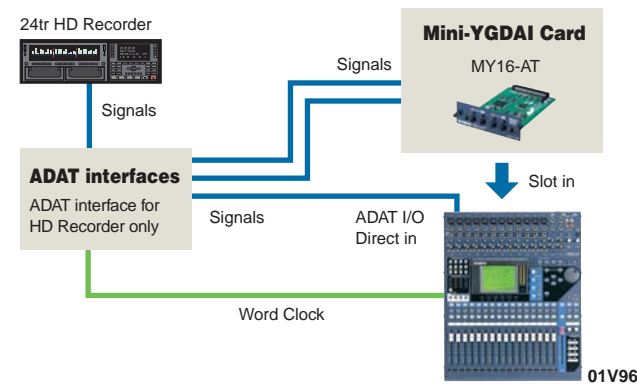 24tr HD Recorder
Signals
ADAT interfaces
ADAT interface for
HD Recorder only
Signals
Mini-YGDAI Card
MY16-AT
Slot in
Signals
ADAT I/O
Direct in
Word Clock
01V96